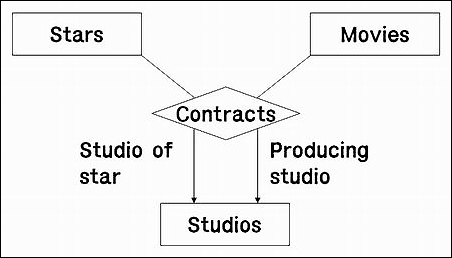 Stars
Movies
Contracts
Studio of
star
Producing
studio
Studios